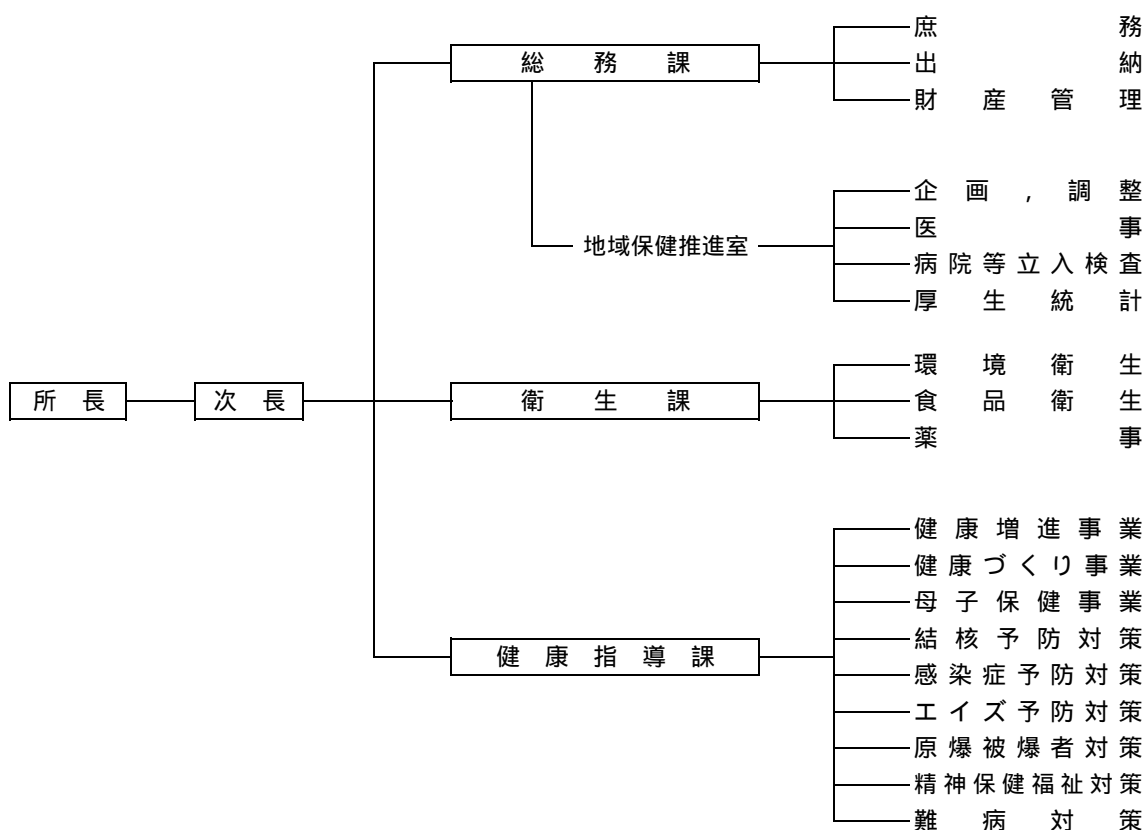 庶務
総務課
出納
財産管理
企画，調整
医事
地域保健推進室
病院等立入検査
厚生統計
環境衛生
所長
次長
衛生課
食品衛生
薬事
健康増進事業
健康づくり事業
母子保健事業
結核予防対策
健康指導課
感染症予防対策
エイズ予防対策
原爆被爆者対策
精神保健福祉対策
難病対策